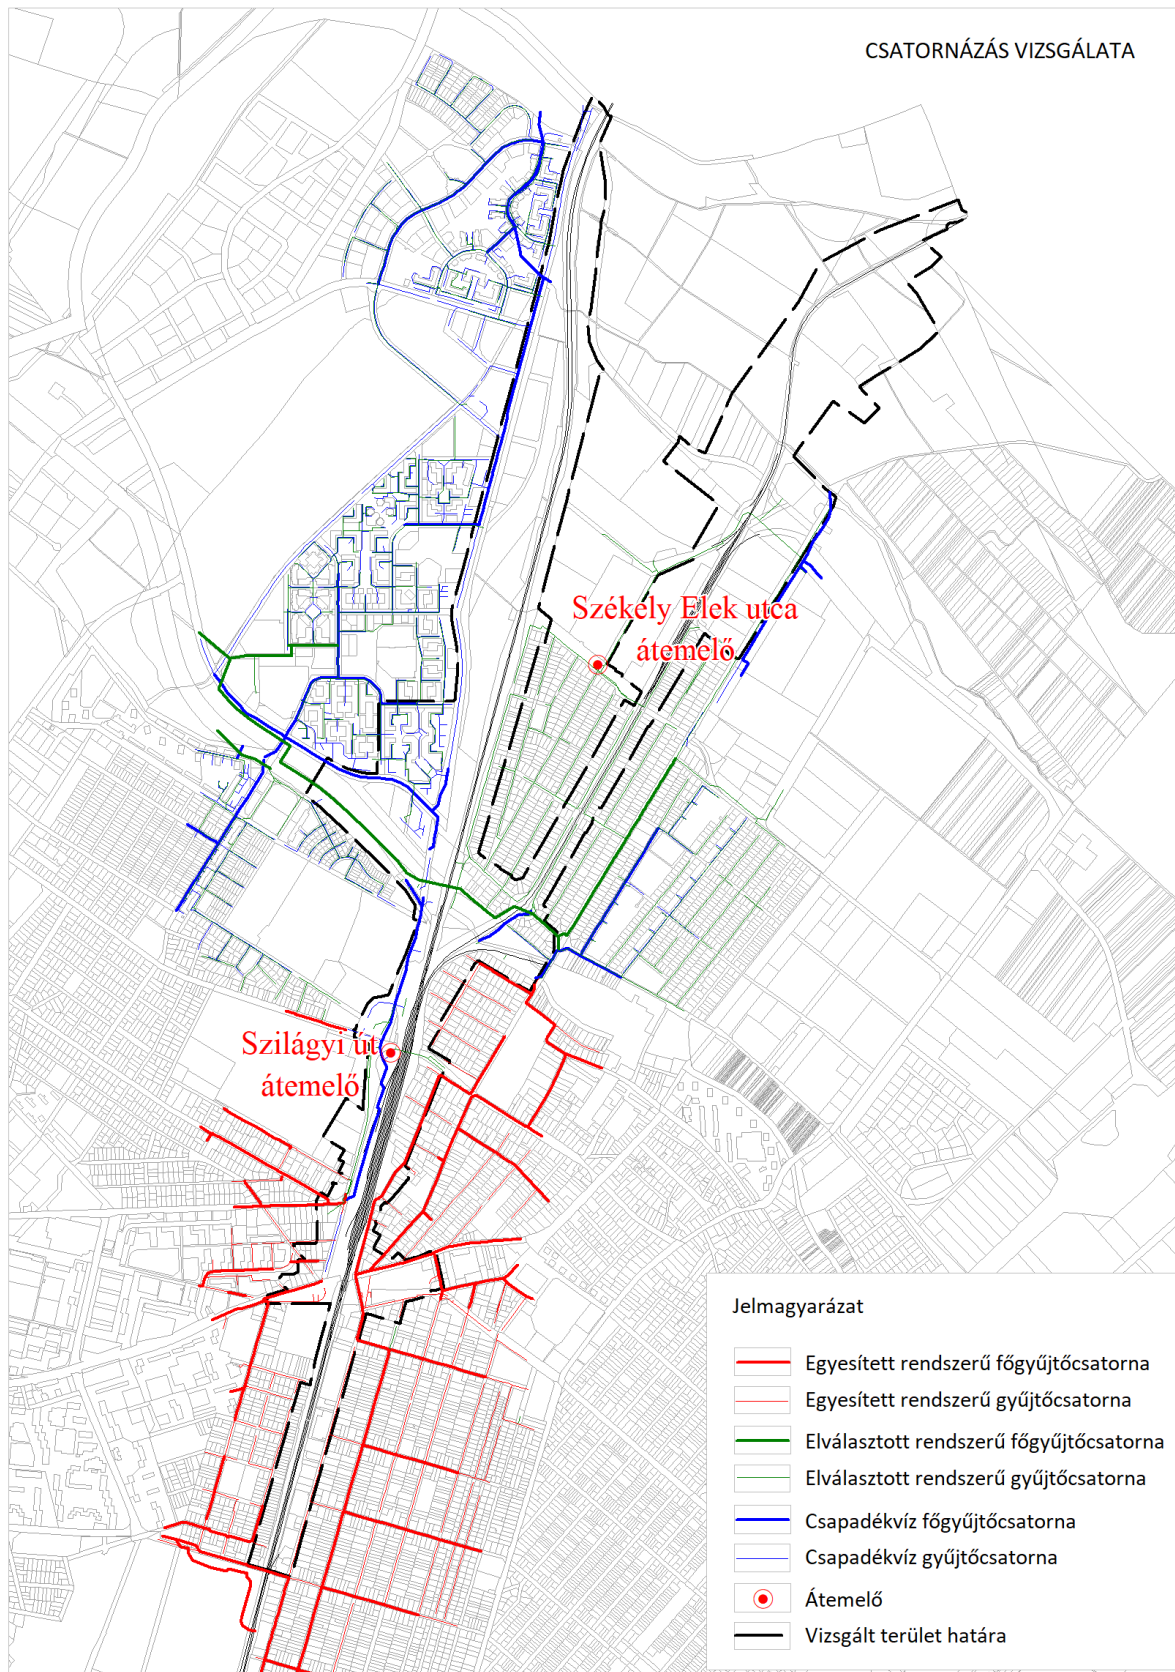 CSATORNÁZÁS VIZSGÁLATA
Székely Elek utca
átemelő
Szilágyi út
átemelő
Jelmagyarázat
Egyesített rendszerű főgyűjtőcsatorna
Egyesített rendszerű gyűjtőcsatorna
Elválasztott rendszerű főgyűjtőcsatorna
Elválasztott rendszerű gyűjtőcsatorna
Csapadékvíz főgyűjtőcsatorna
Csapadékvíz gyűjtőcsatorna
Átemelő
Vizsgált terület határa